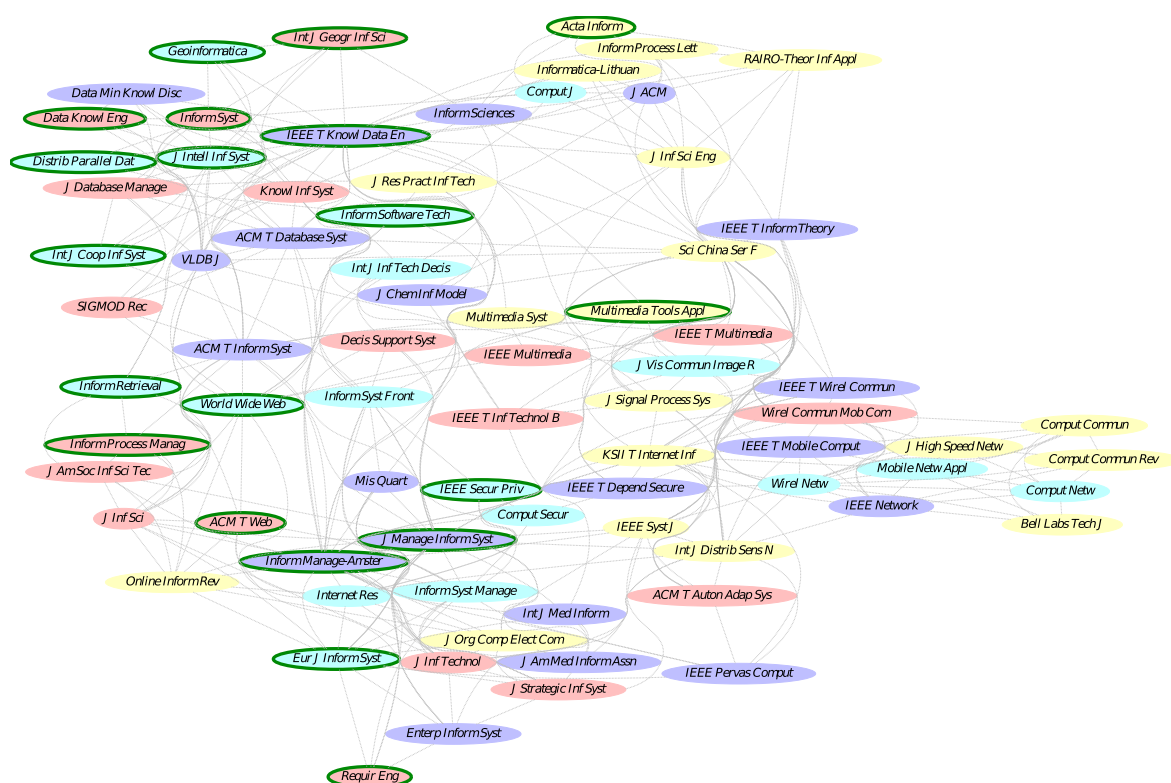 Acta Inform
Int J Geogr Inf Sci
Inform Process Lett
Geoinformatica
RAIRO-Theor Inf Appl
Informatica-Lithuan
Comput J
J ACM
Data Min Knowl Disc
Inform Sciences
Data Knowl Eng
Inform Syst
IEEE T Knowl Data En
J Inf Sci Eng
Distrib Parallel Dat
J Intell Inf Syst
J Res Pract Inf Tech
J Database Manage
Knowl Inf Syst
Inform Software Tech
IEEE T Inform Theory
ACM T Database Syst
Sci China Ser F
Int J Coop Inf Syst
VLDB J
Int J Inf Tech Decis
J Chem Inf Model
SIGMOD Rec
Multimedia Syst
Multimedia Tools Appl
IEEE T Multimedia
Decis Support Syst
ACM T Inform Syst
IEEE Multimedia
J Vis Commun Image R
Inform Retrieval
IEEE T Wirel Commun
Inform Syst Front
World Wide Web
J Signal Process Sys
IEEE T Inf Technol B
Wirel Commun Mob Com
Comput Commun
Inform Process Manag
IEEE T Mobile Comput
J High Speed Netw
KSII T Internet Inf
Comput Commun Rev
J Am Soc Inf Sci Tec
Mobile Netw Appl
Mis Quart
IEEE Secur Priv
IEEE T Depend Secure
Wirel Netw
Comput Netw
IEEE Network
J Inf Sci
ACM T Web
Comput Secur
IEEE Syst J
Bell Labs Tech J
J Manage Inform Syst
Int J Distrib Sens N
Inform Manage-Amster
Online Inform Rev
Internet Res
Inform Syst Manage
ACM T Auton Adap Sys
Int J Med Inform
J Org Comp Elect Com
Eur J Inform Syst
J Inf Technol
J Am Med Inform Assn
IEEE Pervas Comput
J Strategic Inf Syst
Enterp Inform Syst
Requir Eng